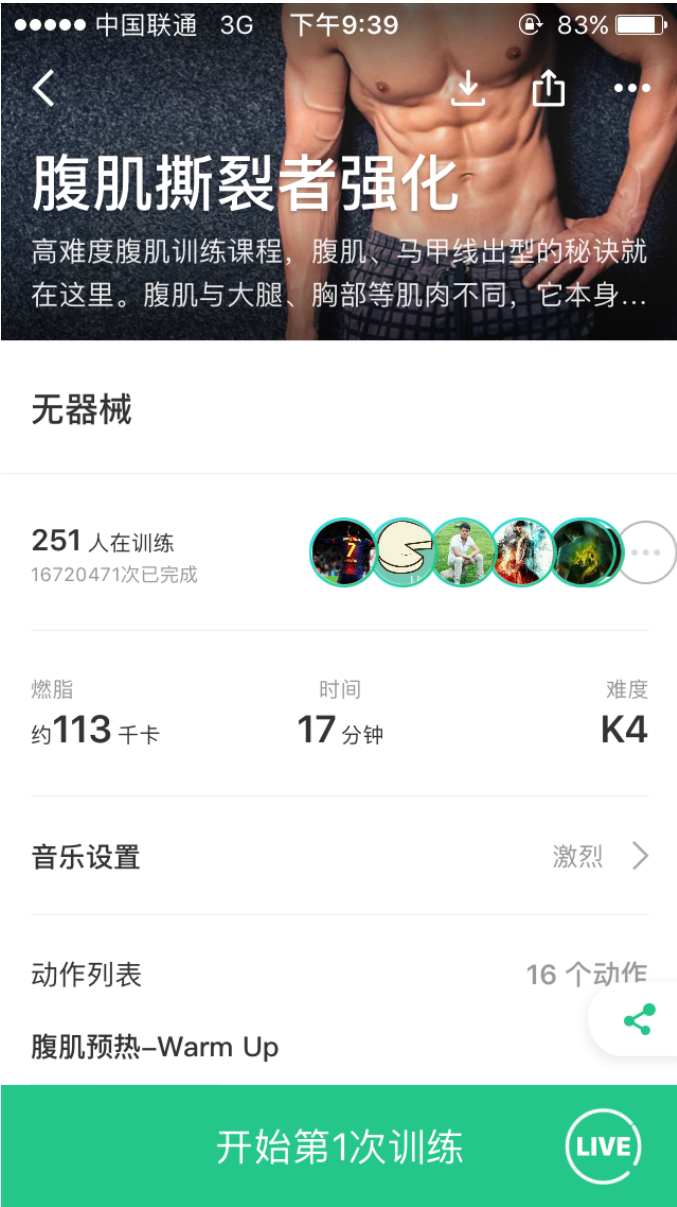 中国联通 3G 下午9:39 83%
腹肌撕裂者强化
高难度腹肌训练课程，腹肌、马甲线出型的秘诀就
在这里。腹肌与大腿、胸部等肌肉不同，它本身...
无器械
251 人在训练
16720471次已完成
7
燃脂 时间 难度
约113 千卡 17 分钟 K4
音乐设置 激烈
动作列表 16 个动作
腹肌预热-Warm Up
开始第1次训练 LIVE